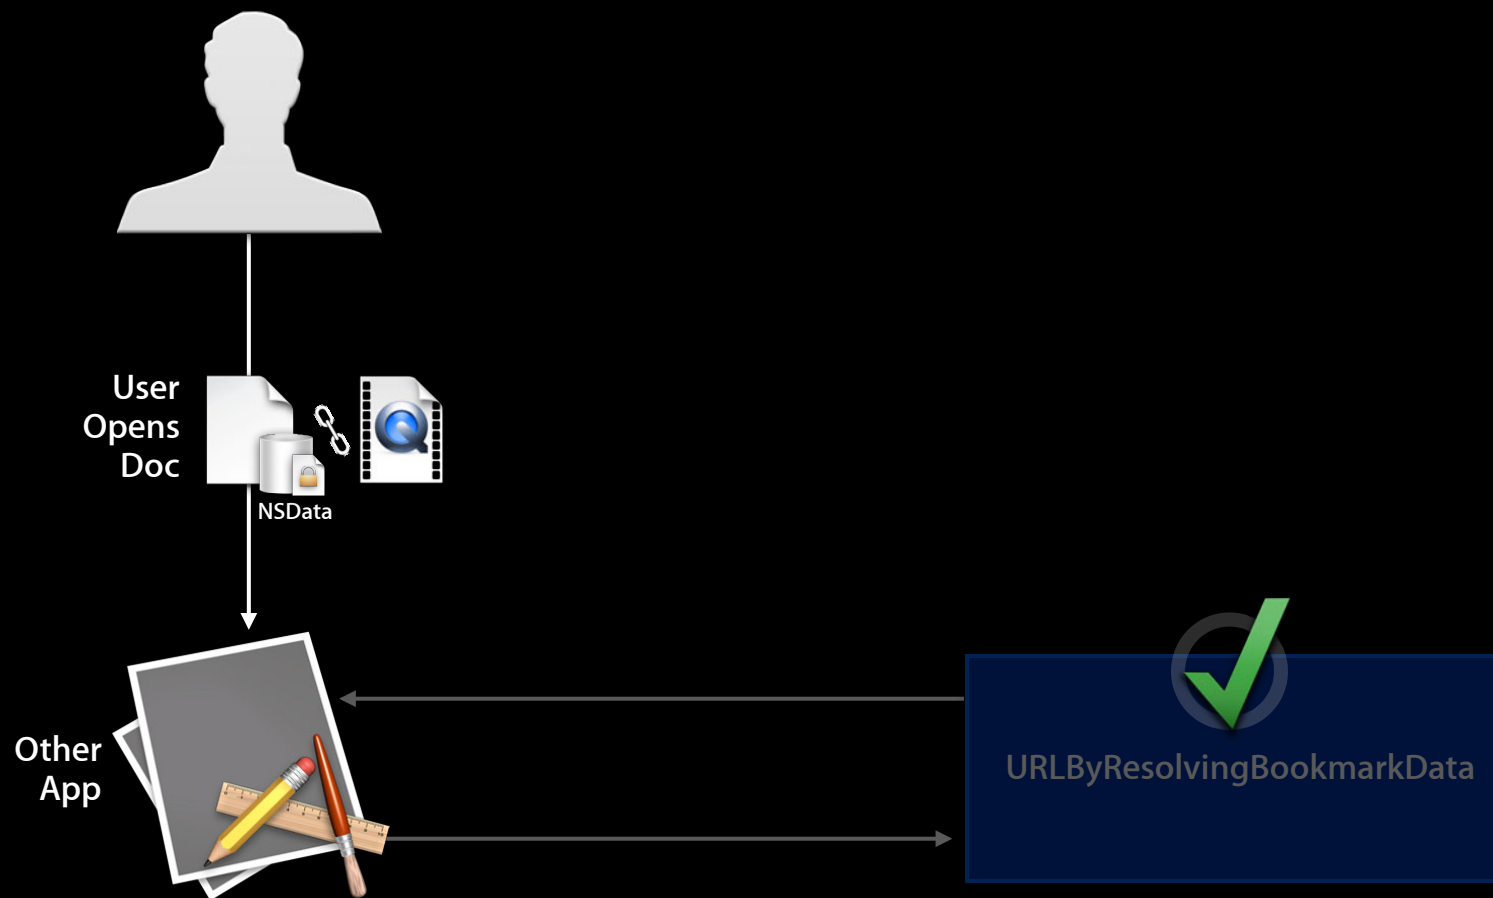 User
Opens
Doc
NSData
Other
App
URLByResolvingBookmarkData